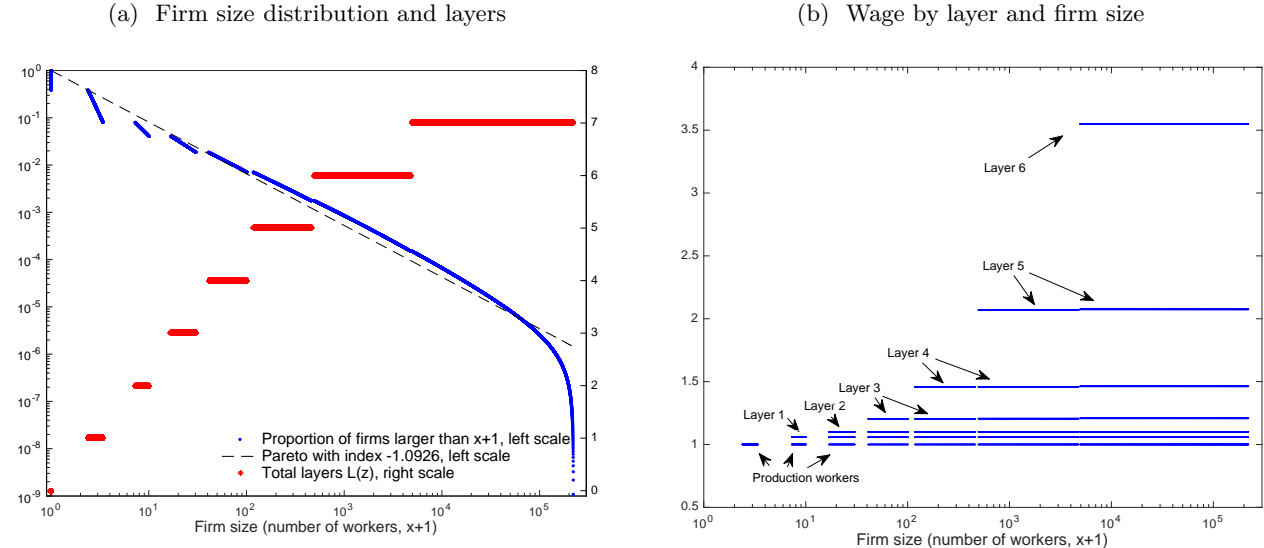 (a) Firm size distribution and layers
10^0
10^-1
10^-2
10^-3
10^-4
10^-5
10^-6
10^-7
10^-8
10^-9
8
7
6
5
4
3
2
1
0
Proportion of firms larger than x+1, left scale
Pareto with index -1.0926, left scale
Total layers L(z), right scale
10^0 10^1 10^2 10^3 10^4 10^5
Firm size (number of workers, x+1)
(b) Wage by layer and firm size
4
3.5
3
2.5
2
1.5
1
0.5
Layer 6
Layer 5
Layer 4
Layer 3
Layer 2
Layer 1
Production workers
10^0 10^1 10^2 10^3 10^4 10^5
Firm size (number of workers, x+1)